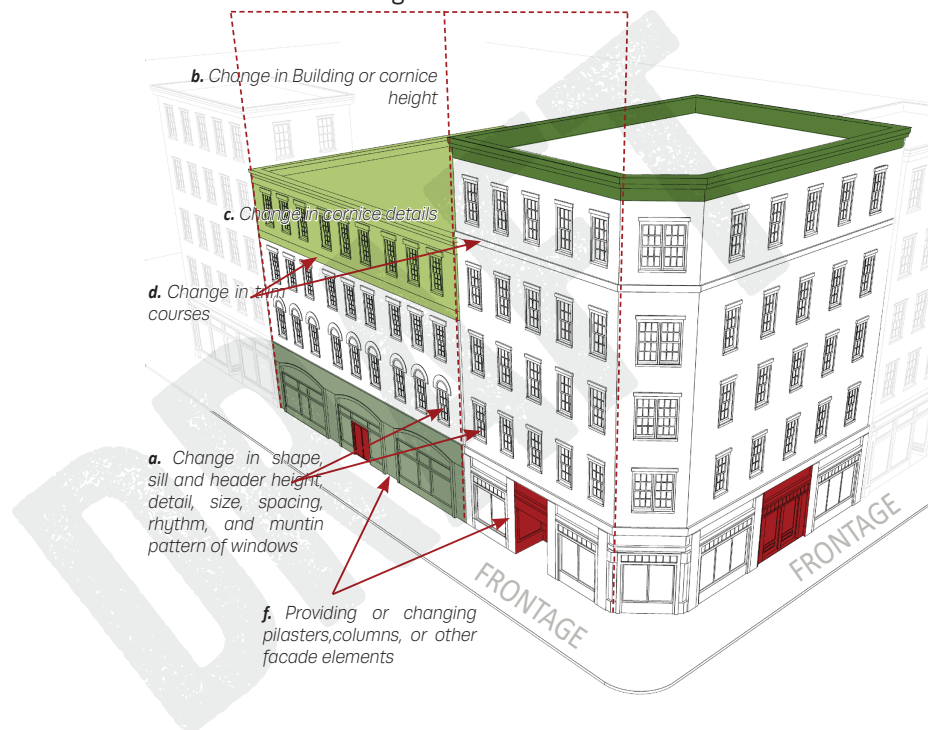 b. Change in Building or cornice
height
c. Change in cornice details
d. Change in trim
courses
a. Change in shape,
sill and header height,
detail, size, spacing,
rhythm, and muntin
pattern of windows
f. Providing or changing
pilasters,columns, or other
facade elements
FRONTAGE
FRONTAGE
DRAFT